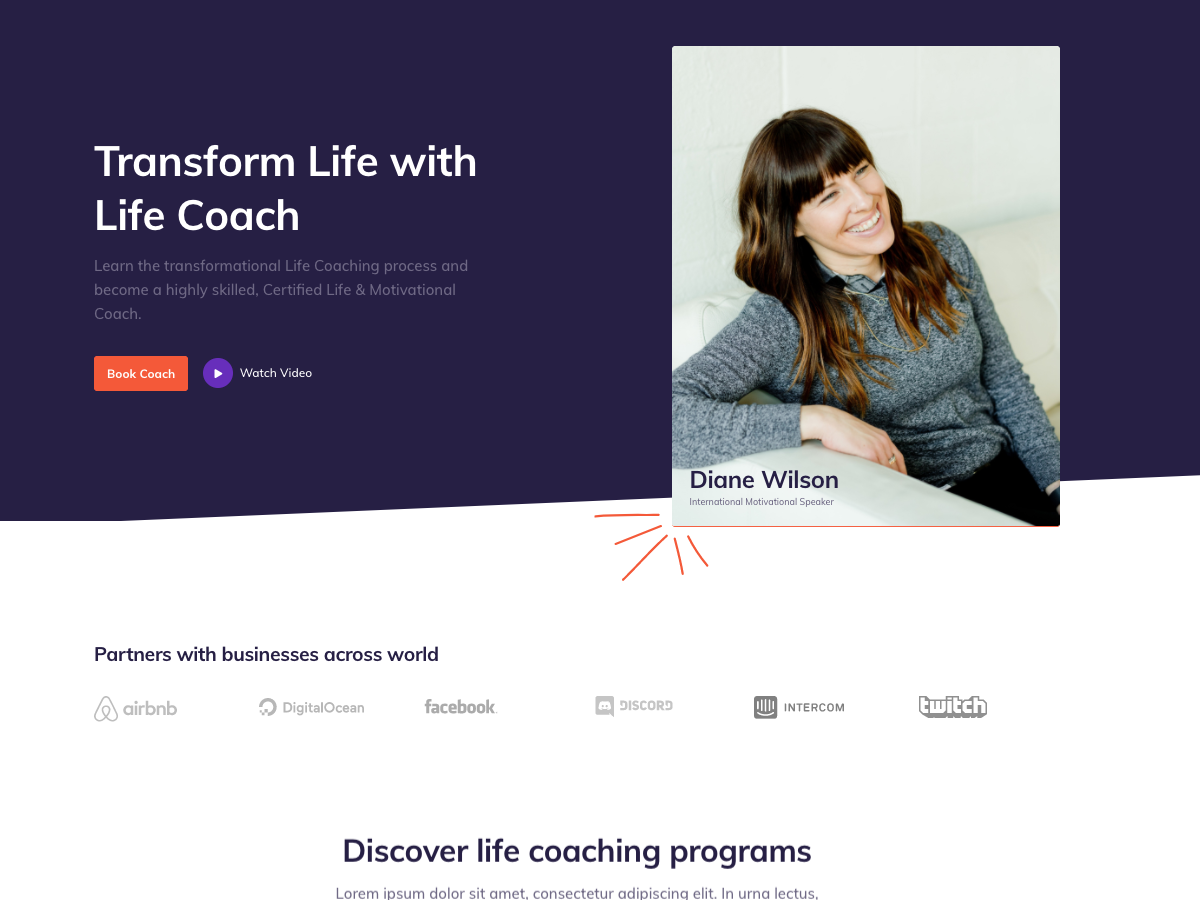 Transform Life with
Life Coach
Learn the transformational Life Coaching process and
become a highly skilled, Certified Life & Motivational
Coach.
Book Coach
Watch Video
Diane Wilson
International Motivational Speaker
Partners with businesses across world
airbnb
DigitalOcean
facebook.
DISCORD
INTERCOM
twitch
Discover life coaching programs
Lorem ipsum dolor sit amet, consectetur adipiscing elit. In urna lectus,